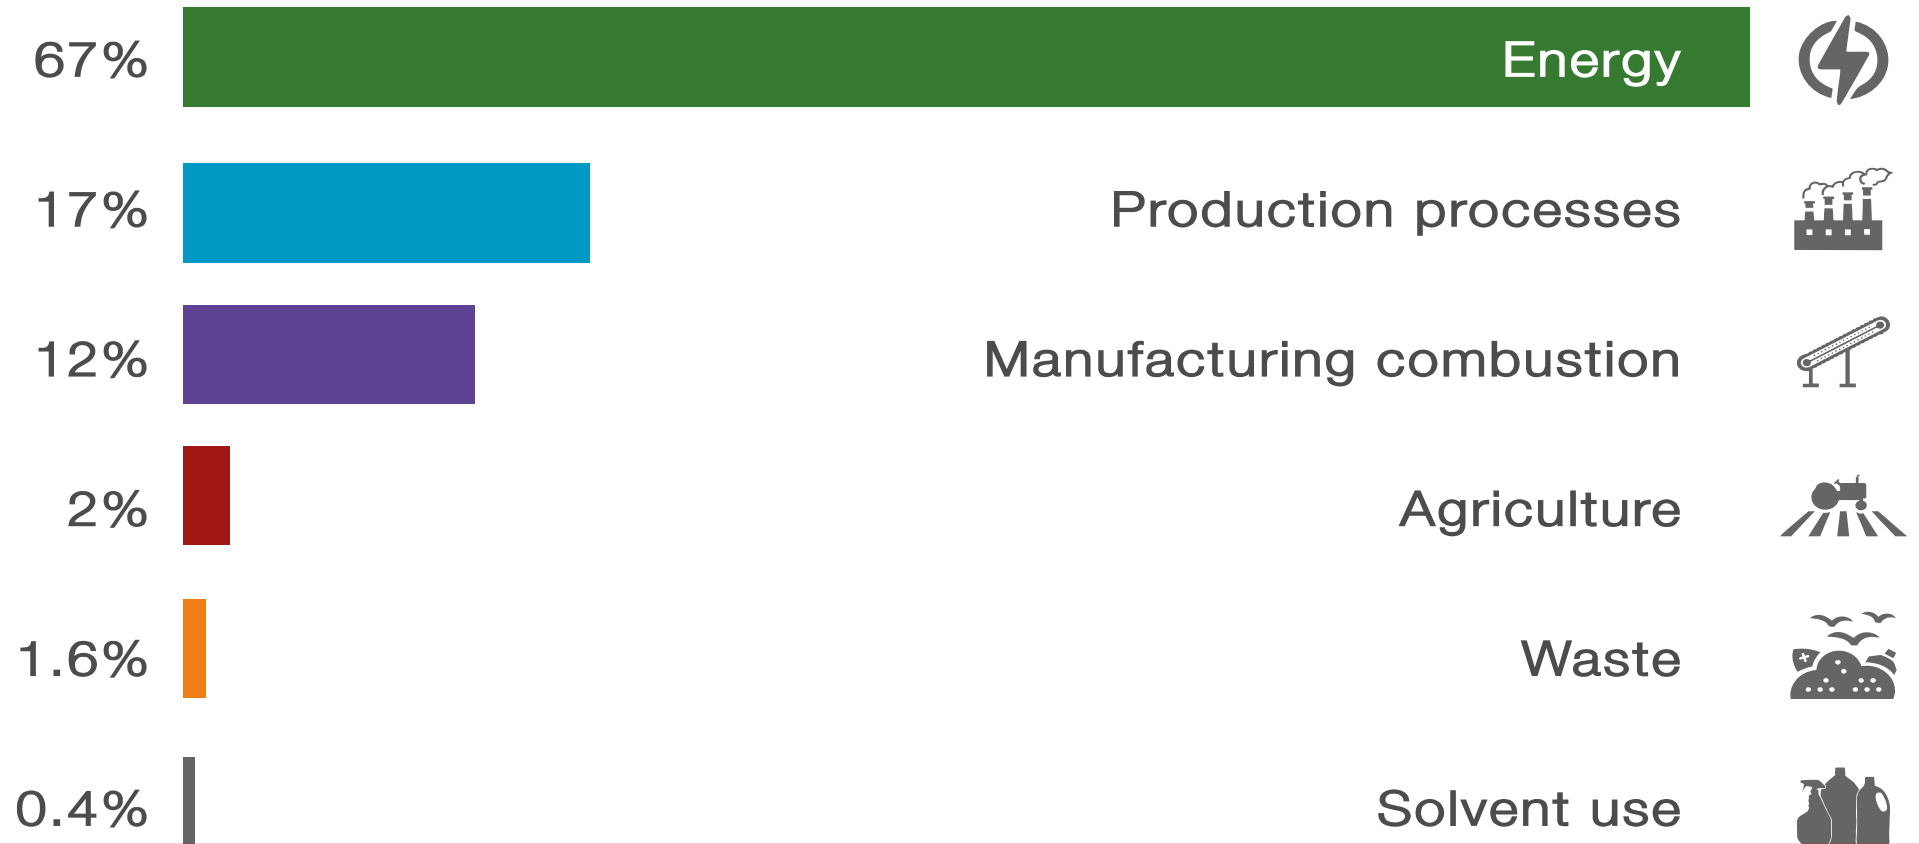 67% Energy
17% Production processes
12% Manufacturing combustion
2% Agriculture
1.6% Waste
0.4% Solvent use